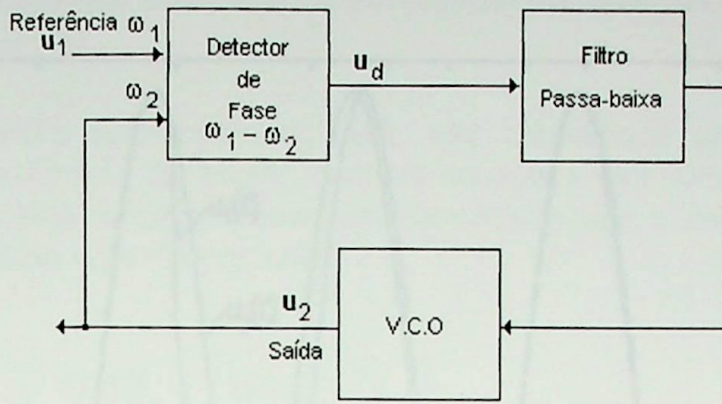 Referência ω1
u1
ω2
Detector
de
Fase
ω1 − ω2
ud
Filtro
Passa-baixa
u2
Saída
V.C.O